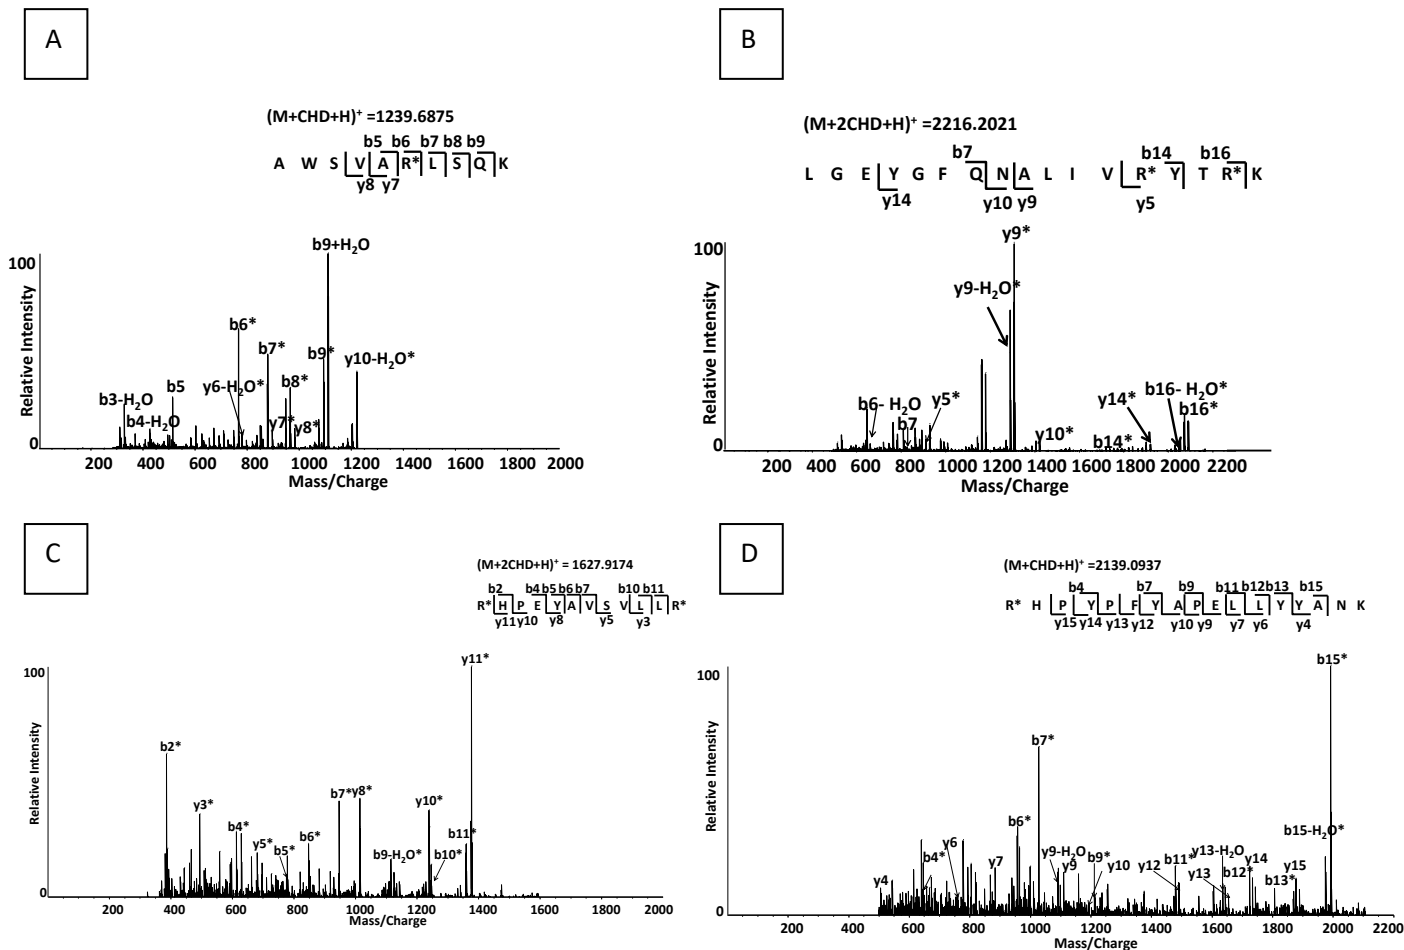 A
(M+CHD+H)⁺ =1239.6875
b5 b6 b7 b8 b9
A W S V A R* L S Q K
y8 y7
Relative Intensity
100
0
b3-H₂O
b4-H₂O
b5
y6-H₂O*
b6*
b7*
y7*
b8*
y8*
b9*
b9+H₂O
y10-H₂O*
200 400 600 800 1000 1200 1400 1600 1800 2000
Mass/Charge
B
(M+2CHD+H)⁺ =2216.2021
b7 b14 b16
L G E Y G F Q N A L I V R* Y T R* K
y14 y10 y9 y5
Relative Intensity
100
0
y9*
y9-H₂O*
b6- H₂O
b7
y5*
y10*
b14*
y14*
b16- H₂O*
b16*
200 400 600 800 1000 1200 1400 1600 1800 2000 2200
Mass/Charge
C
(M+2CHD+H)⁺ = 1627.9174
b2 b4 b5 b6 b7 b10 b11
R* H P E Y A V S V L L R*
y11 y10 y8 y5 y3
Relative Intensity
100
0
b2*
y3*
b4*
y5*
b5*
b6*
b7*
y8*
b9-H₂O*
y10*
b10*
b11*
y11*
200 400 600 800 1000 1200 1400 1600 1800 2000
Mass/Charge
D
(M+CHD+H)⁺ =2139.0937
b4 b7 b9 b11 b12 b13 b15
R* H P Y P F Y A P E L L Y Y A N K
y15 y14 y13 y12 y10 y9 y7 y6 y4
Relative Intensity
100
0
y4
b4*
y6
y7
b6*
b7*
y9-H₂O
y9
b9*
y10
y12
b11*
y13
y13-H₂O
b12*
y14
b13*
y15
b15-H₂O*
b15*
200 400 600 800 1000 1200 1400 1600 1800 2000 2200
Mass/Charge